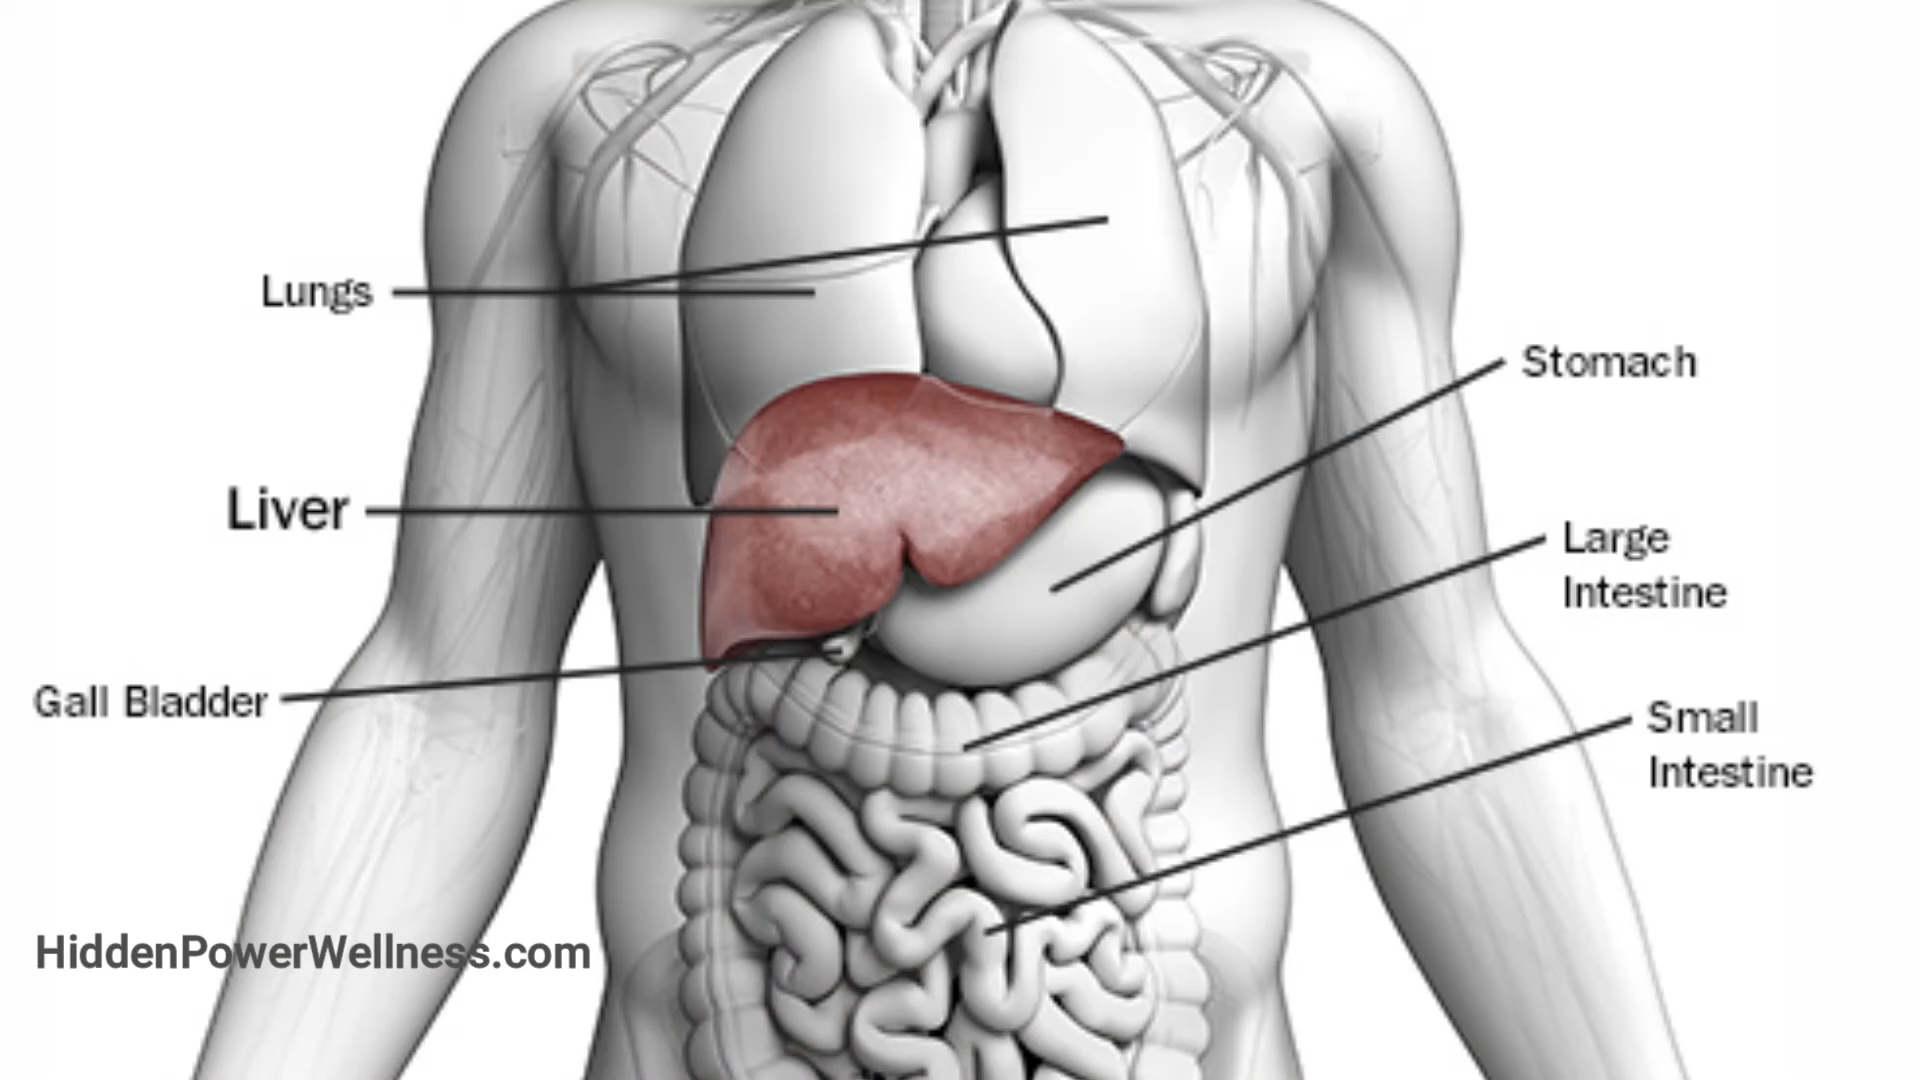 Lungs
Stomach
Liver
Large
Intestine
Gall Bladder
Small
Intestine
HiddenPowerWellness.com